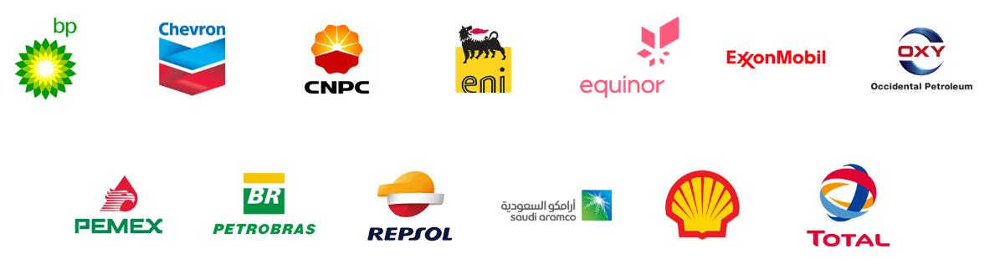 bp
Chevron
CNPC
eni
equinor
ExxonMobil
OXY
Occidental Petroleum
PEMEX
BR
PETROBRAS
REPSOL
أرامكو السعودية
saudi aramco
TOTAL